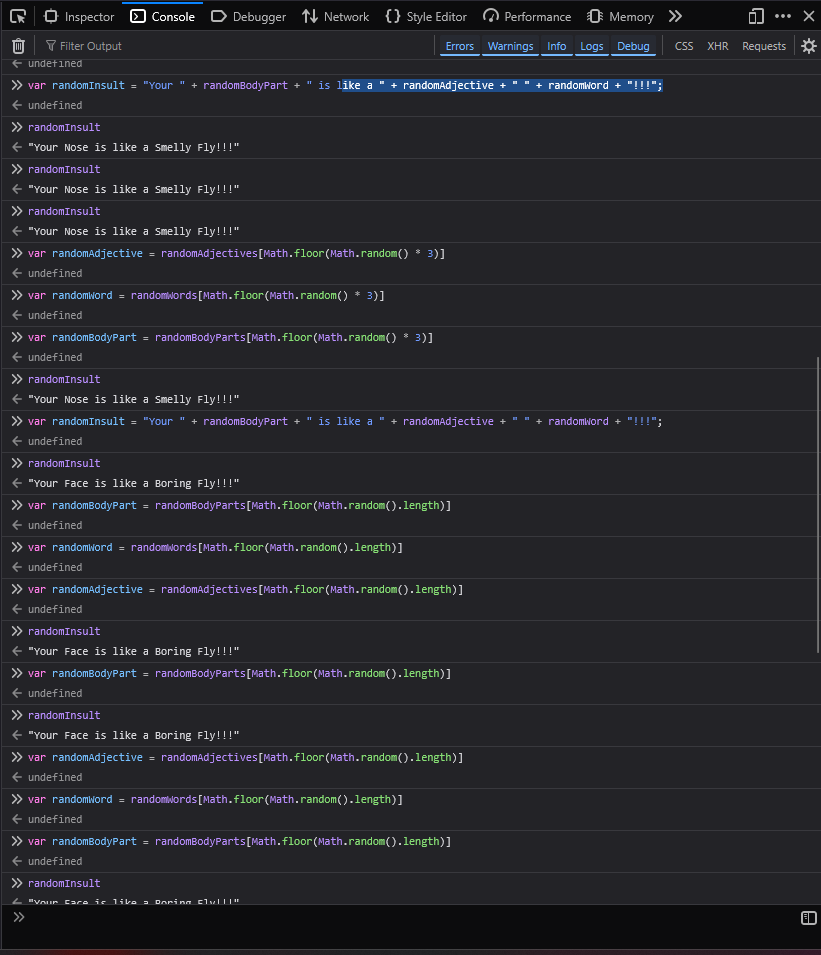 Inspector Console Debugger Network Style Editor Performance Memory
Filter Output Errors Warnings Info Logs Debug CSS XHR Requests
undefined
var randomInsult = "Your " + randomBodyPart + " is like a " + randomAdjective + " " + randomWord + "!!!";
undefined
randomInsult
"Your Nose is like a Smelly Fly!!!"
randomInsult
"Your Nose is like a Smelly Fly!!!"
randomInsult
"Your Nose is like a Smelly Fly!!!"
var randomAdjective = randomAdjectives[Math.floor(Math.random() * 3)]
undefined
var randomWord = randomWords[Math.floor(Math.random() * 3)]
undefined
var randomBodyPart = randomBodyParts[Math.floor(Math.random() * 3)]
undefined
randomInsult
"Your Nose is like a Smelly Fly!!!"
var randomInsult = "Your " + randomBodyPart + " is like a " + randomAdjective + " " + randomWord + "!!!";
undefined
randomInsult
"Your Face is like a Boring Fly!!!"
var randomBodyPart = randomBodyParts[Math.floor(Math.random().length)]
undefined
var randomWord = randomWords[Math.floor(Math.random().length)]
undefined
var randomAdjective = randomAdjectives[Math.floor(Math.random().length)]
undefined
randomInsult
"Your Face is like a Boring Fly!!!"
var randomBodyPart = randomBodyParts[Math.floor(Math.random().length)]
undefined
randomInsult
"Your Face is like a Boring Fly!!!"
var randomAdjective = randomAdjectives[Math.floor(Math.random().length)]
undefined
var randomWord = randomWords[Math.floor(Math.random().length)]
undefined
var randomBodyPart = randomBodyParts[Math.floor(Math.random().length)]
undefined
randomInsult
"Your Face is like a Boring Fly!!!"